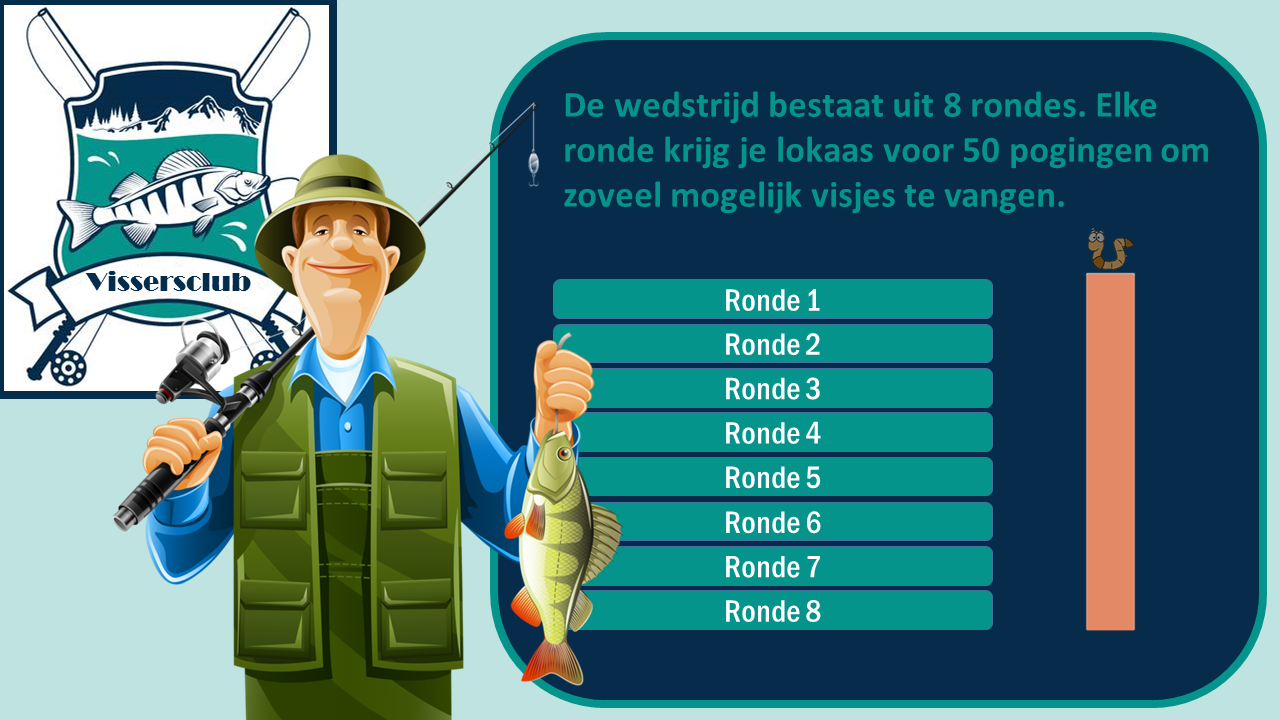 Vissersclub
De wedstrijd bestaat uit 8 rondes. Elke
ronde krijg je lokaas voor 50 pogingen om
zoveel mogelijk visjes te vangen.
Ronde 1
Ronde 2
Ronde 3
Ronde 4
Ronde 5
Ronde 6
Ronde 7
Ronde 8